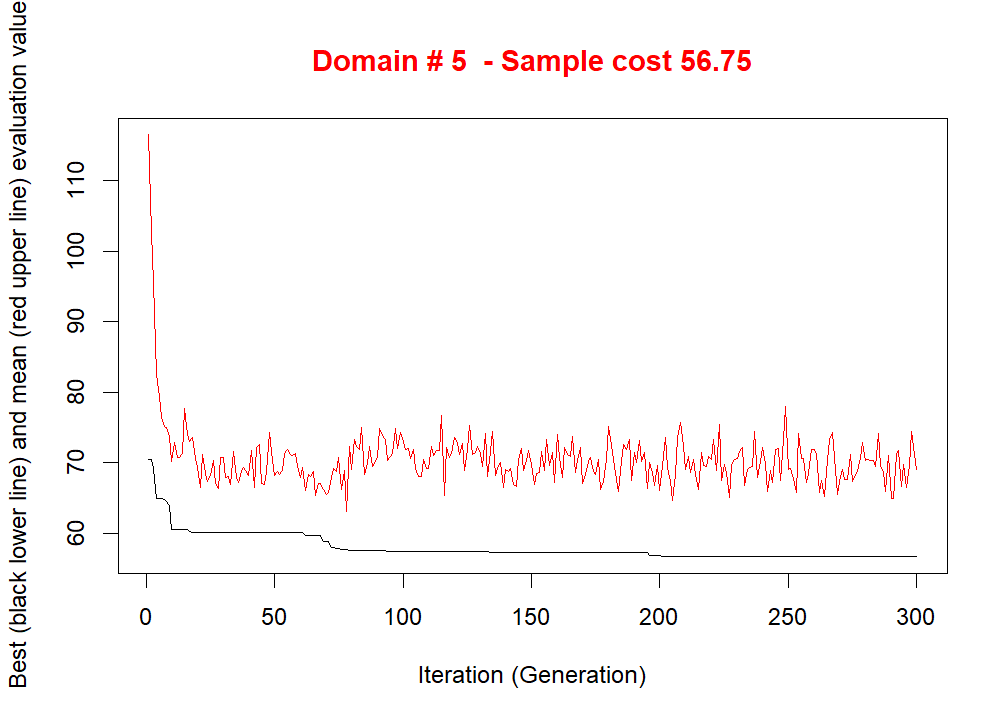 Domain # 5  - Sample cost 56.75
Best (black lower line) and mean (red upper line) evaluation value
110
100
90
80
70
60
0 50 100 150 200 250 300
Iteration (Generation)